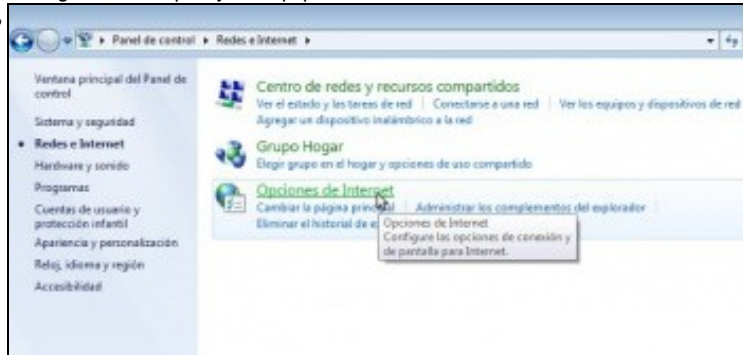 Panel de control ▸ Redes e Internet ▸
Ventana principal del Panel de
control
Sistema y seguridad
Redes e Internet
Hardware y sonido
Programas
Cuentas de usuario y
protección infantil
Apariencia y personalización
Reloj, idioma y región
Accesibilidad
Centro de redes y recursos compartidos
Ver el estado y las tareas de red | Conectarse a una red | Ver los equipos y dispositivos de red
Agregar un dispositivo inalámbrico a la red
Grupo Hogar
Elegir grupo en el hogar y opciones de uso compartido
Opciones de Internet
Cambiar la página principal | Administrar los complementos del explorador
Eliminar el historial de e
Opciones de Internet
Configure las opciones de conexión y
de pantalla para Internet.